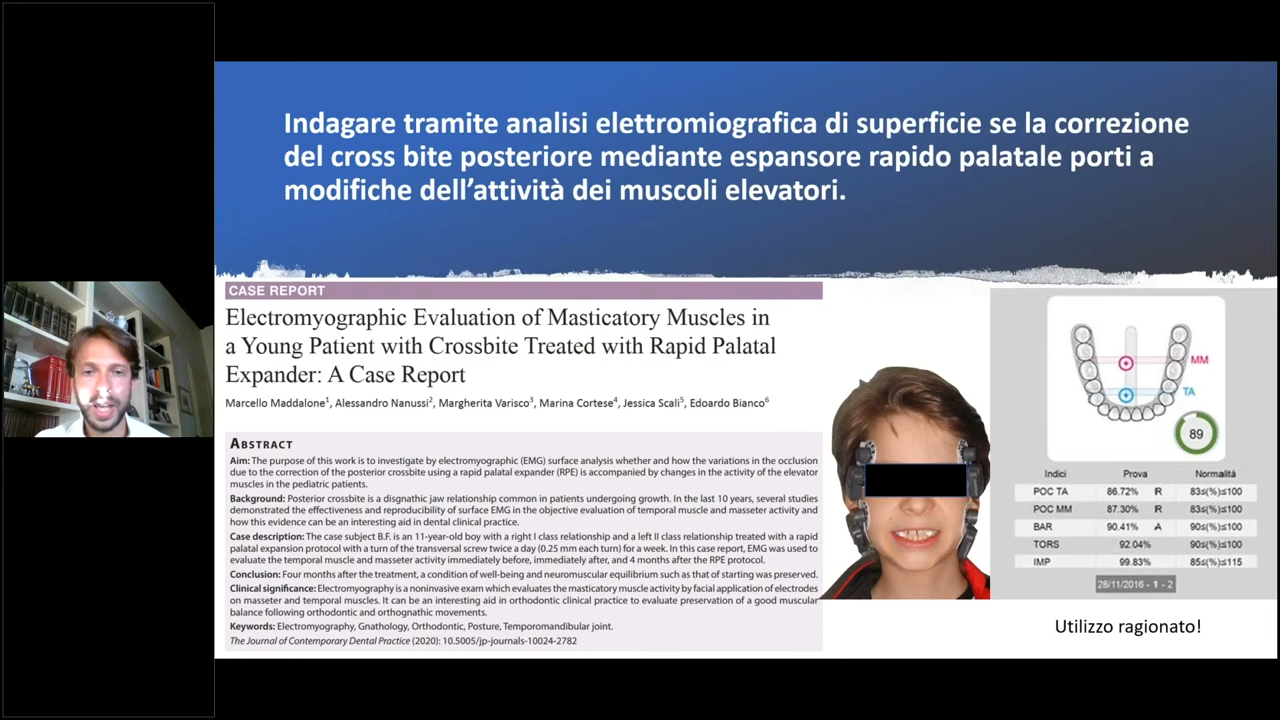 Indagare tramite analisi elettromiografica di superficie se la correzione
del cross bite posteriore mediante espansore rapido palatale porti a
modifiche dell'attività dei muscoli elevatori.
CASE REPORT
Electromyographic Evaluation of Masticatory Muscles in
a Young Patient with Crossbite Treated with Rapid Palatal
Expander: A Case Report
Marcello Maddalone1, Alessandro Nanussi2, Margherita Varisco3, Marina Cortese4, Jessica Scali5, Edoardo Bianco6
ABSTRACT
Aim: The purpose of this work is to investigate by electromyographic (EMG) surface analysis whether and how the variations in the occlusion
due to the correction of the posterior crossbite using a rapid palatal expander (RPE) is accompanied by changes in the activity of the elevator
muscles in the pediatric patients.
Background: Posterior crossbite is a disgnathic jaw relationship common in patients undergoing growth. In the last 10 years, several studies
demonstrated the effectiveness and reproducibility of surface EMG in the objective evaluation of temporal muscle and masseter activity and
how this evidence can be an interesting aid in dental clinical practice.
Case description: The case subject B.F. is an 11-year-old boy with a right I class relationship and a left II class relationship treated with a rapid
palatal expansion protocol with a turn of the transversal screw twice a day (0.25 mm each turn) for a week. In this case report, EMG was used to
evaluate the temporal muscle and masseter activity immediately before, immediately after, and 4 months after the RPE protocol.
Conclusion: Four months after the treatment, a condition of well-being and neuromuscular equilibrium such as that of starting was preserved.
Clinical significance: Electromyography is a noninvasive exam which evaluates the masticatory muscle activity by facial application of electrodes
on masseter and temporal muscles. It can be an interesting aid in orthodontic clinical practice to evaluate preservation of a good muscular
balance following orthodontic and orthognathic movements.
Keywords: Electromyography, Gnathology, Orthodontic, Posture, Temporomandibular joint.
The Journal of Contemporary Dental Practice (2020): 10.5005/jp-journals-10024-2782
MM
TA
89
Indici Prova Normalità
POC TA 86.72% R 83≤(%)≤100
POC MM 87.30% R 83≤(%)≤100
BAR 90.41% A 90≤(%)≤100
TORS 92.04% 90≤(%)≤100
IMP 99.83% 85≤(%)≤115
28/11/2016 - 1 - 2
Utilizzo ragionato!